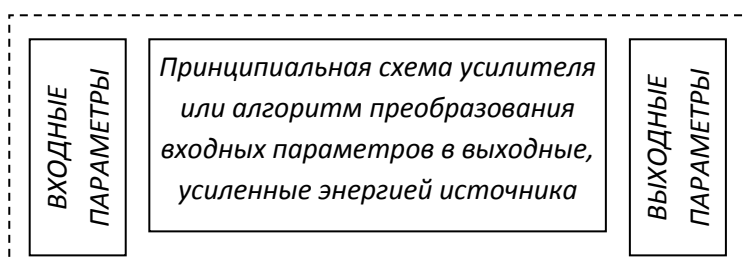 ВХОДНЫЕ
ПАРАМЕТРЫ
Принципиальная схема усилителя
или алгоритм преобразования
входных параметров в выходные,
усиленные энергией источника
ВЫХОДНЫЕ
ПАРАМЕТРЫ